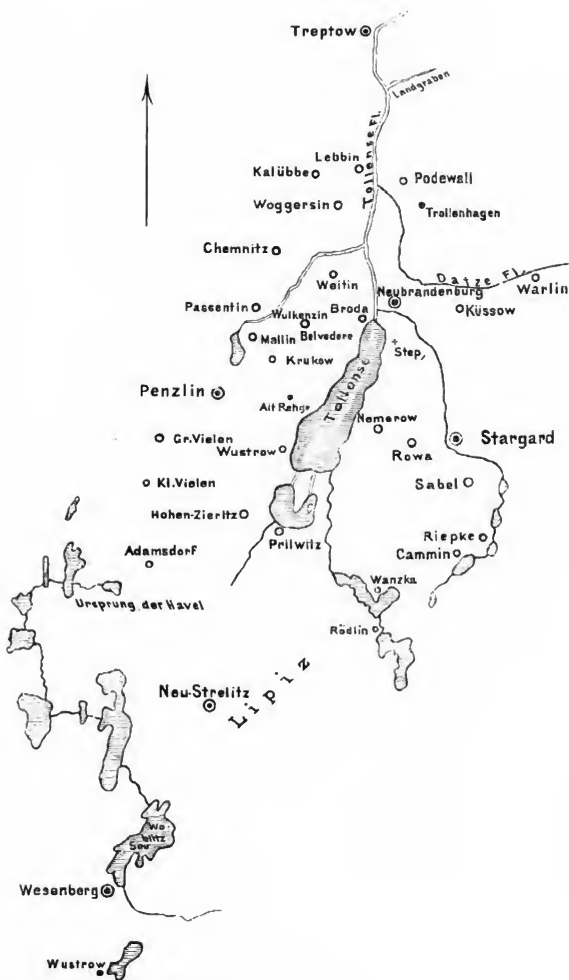 Treptow
Landgraben
Tollense Fl.
Lebbin
Kalübbe
Podewall
Woggersin
Trollenhagen
Chemnitz
Weitin
Datze Fl.
Warlin
Neubrandenburg
Passentin
Küssow
Wulkenzin
Broda
Mallin
Belvedere
Krukow
Step,
Penzlin
Tollense
Alt Rehse
Nemerow
Gr. Vielen
Stargard
Wustrow
Rowa
Kl. Vielen
Sabel
Hohen-Zieritz
Prilwitz
Riepke
Adamsdorf
Cammin
Wanzka
Ursprung der Havel
Rödlin
Lipiz
Neu-Strelitz
Wo-
blitz
See
Wesenberg
Wustrow